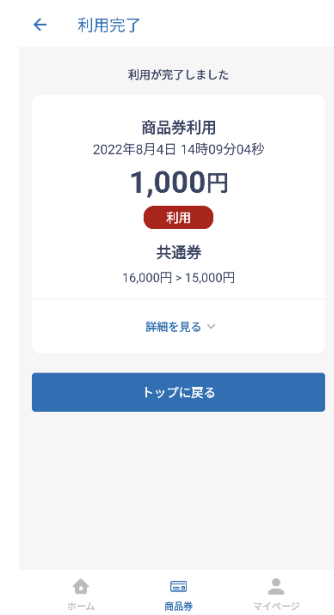 利用完了
利用が完了しました
商品券利用
2022年8月4日 14時09分04秒
1,000円
利用
共通券
16,000円 > 15,000円
詳細を見る
トップに戻る
ホーム
商品券
マイページ